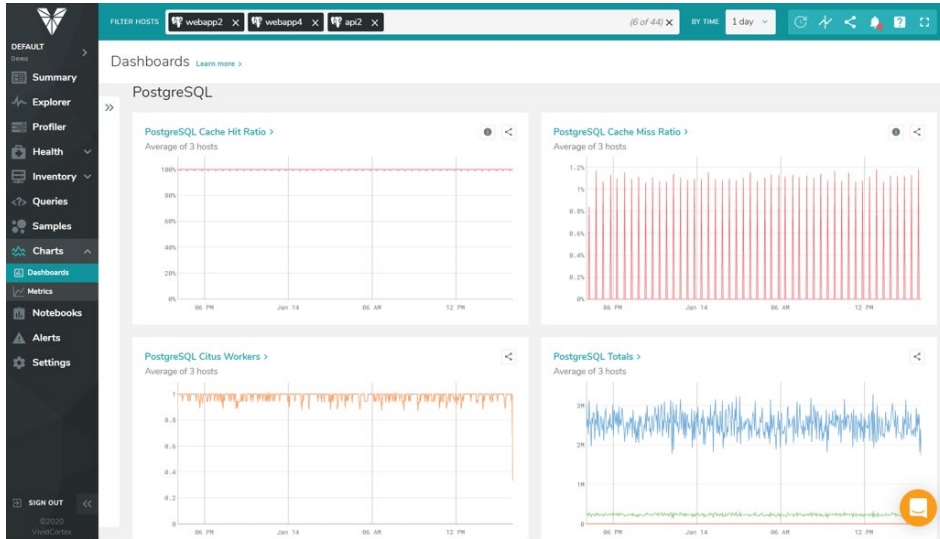 FILTER HOSTS webapp2 webapp4 api2 (6 of 44) BY TIME 1 day
DEFAULT
Demo
Summary
Explorer
Profiler
Health
Inventory
<?> Queries
Samples
Charts
Dashboards
Metrics
Notebooks
Alerts
Settings
SIGN OUT
©2020
VividCortex
Dashboards Learn more >
PostgreSQL
PostgreSQL Cache Hit Ratio >
Average of 3 hosts
100%
80%
60%
40%
20%
0%
06 PM Jan 14 06 AM 12 PM
PostgreSQL Cache Miss Ratio >
Average of 3 hosts
1.2%
1%
0.8%
0.6%
0.4%
0.2%
0%
06 PM Jan 14 06 AM 12 PM
PostgreSQL Citus Workers >
Average of 3 hosts
1
0.8
0.6
0.4
0.2
0
06 PM Jan 14 06 AM 12 PM
PostgreSQL Totals >
Average of 3 hosts
3M
2M
1M
0
06 PM Jan 14 06 AM 12 PM